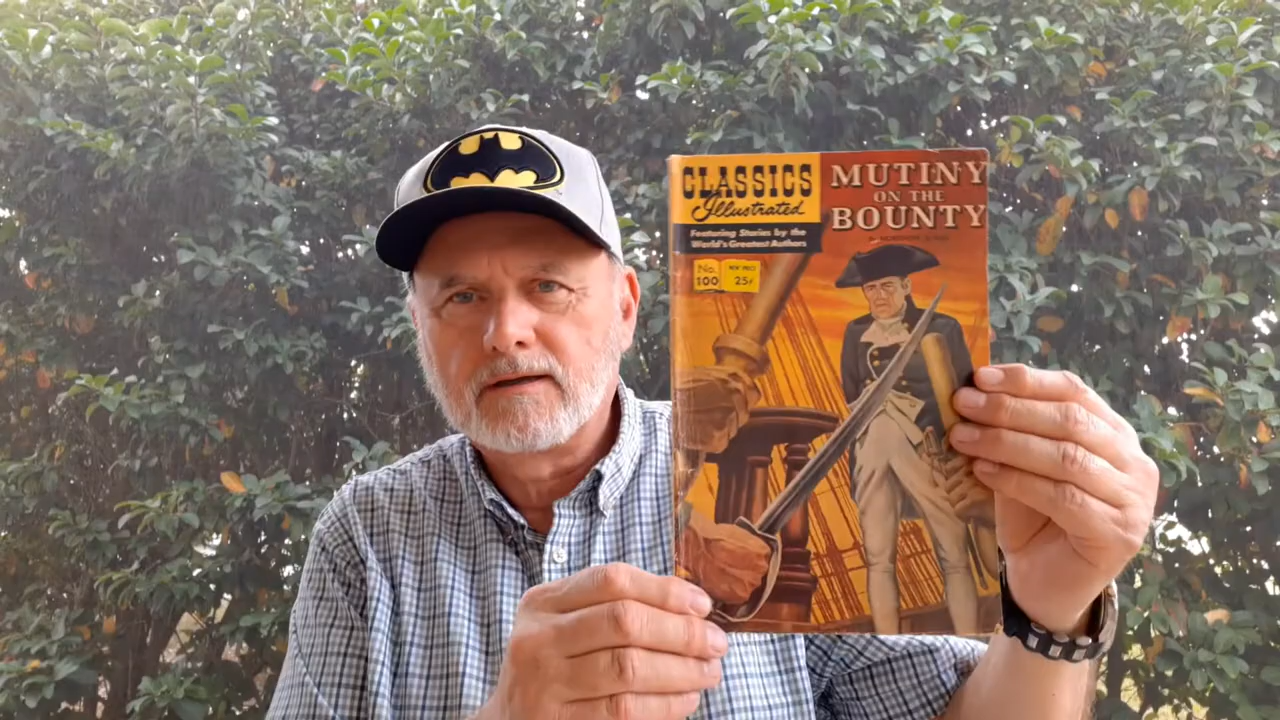 CLASSICS
Illustrated
Featuring Stories by the
World's Greatest Authors
No.
100
NEW PRICE
25¢
MUTINY
ON THE
BOUNTY